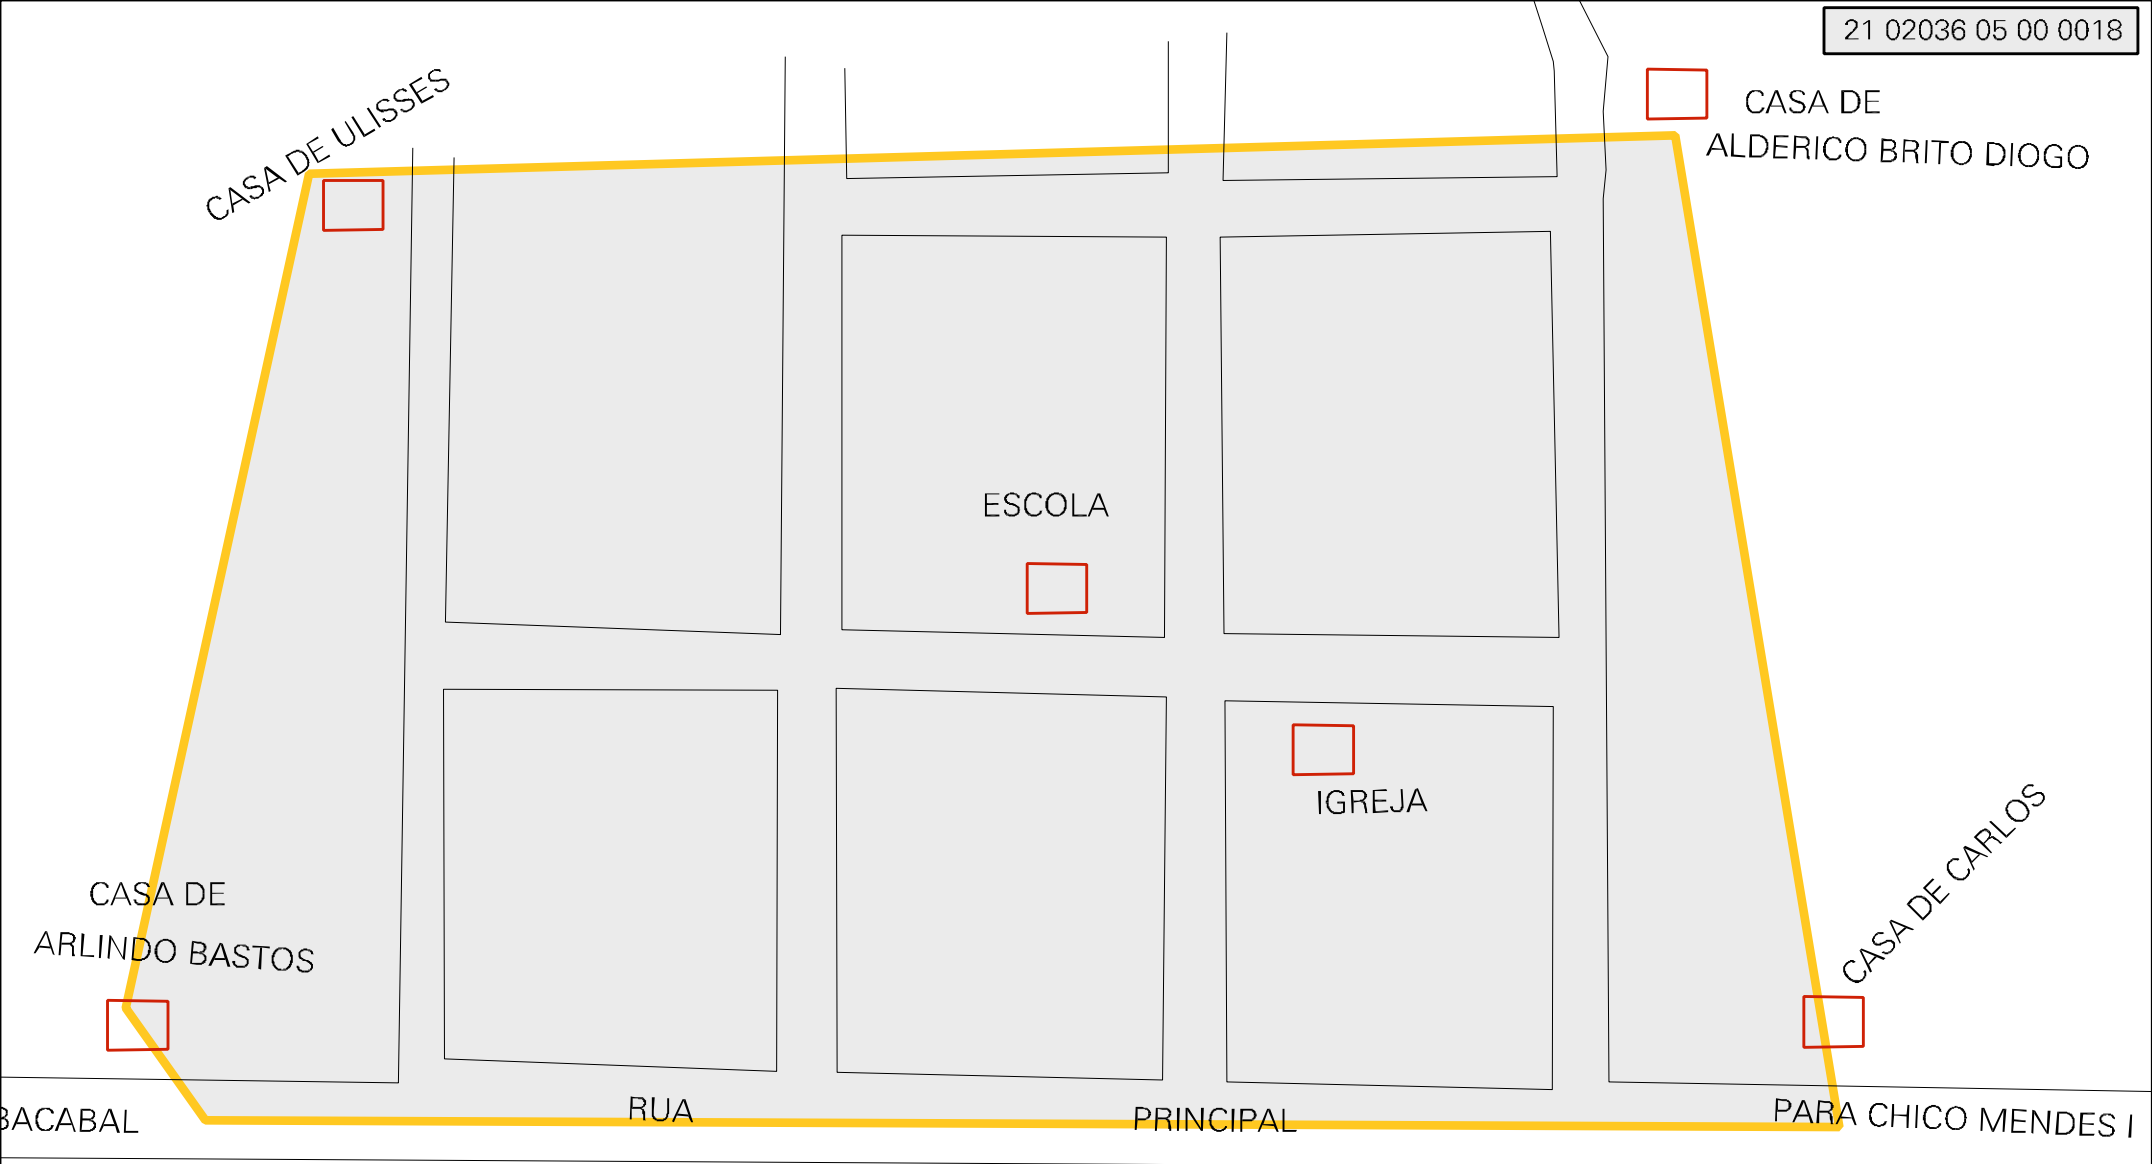 21 02036 05 00 0018
CASA DE ULISSES
CASA DE
ALDERICO BRITO DIOGO
ESCOLA
IGREJA
CASA DE
ARLINDO BASTOS
CASA DE CARLOS
BACABAL
RUA PRINCIPAL
PARA CHICO MENDES I